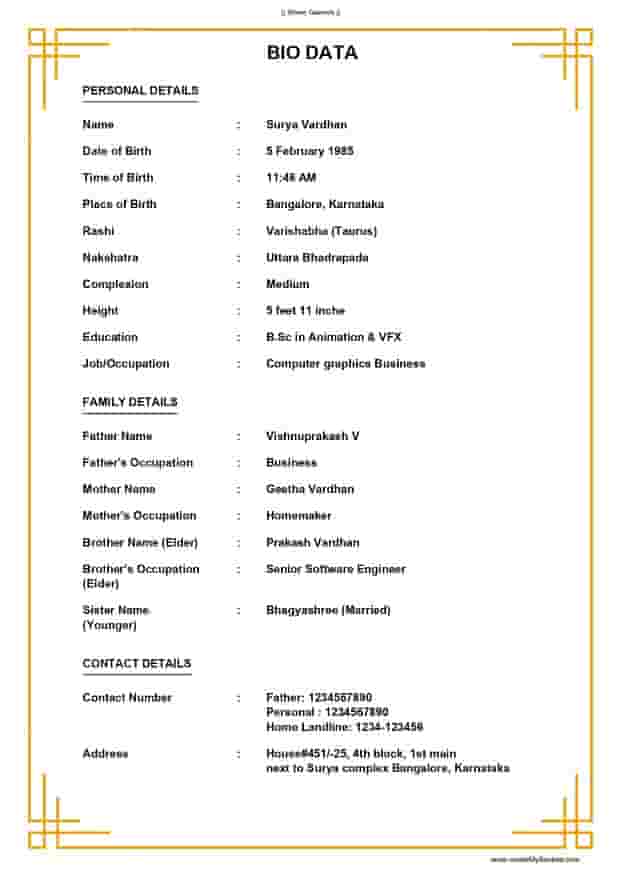 || Shree Ganesh ||
BIO DATA
PERSONAL DETAILS
Name : Surya Vardhan
Date of Birth : 5 February 1985
Time of Birth : 11:46 AM
Place of Birth : Bangalore, Karnataka
Rashi : Varishabha (Taurus)
Nakshatra : Uttara Bhadrapada
Complexion : Medium
Height : 5 feet 11 inche
Education : B.Sc in Animation & VFX
Job/Occupation : Computer graphics Business
FAMILY DETAILS
Father Name : Vishnuprakash V
Father's Occupation : Business
Mother Name : Geetha Vardhan
Mother's Occupation : Homemaker
Brother Name (Elder) : Prakash Vardhan
Brother's Occupation : Senior Software Engineer
(Elder)
Sister Name : Bhagyashree (Married)
(Younger)
CONTACT DETAILS
Contact Number : Father: 1234567890
Personal : 1234567890
Home Landline: 1234-123456
Address : House#451/-25, 4th block, 1st main
next to Surya complex Bangalore, Karnataka